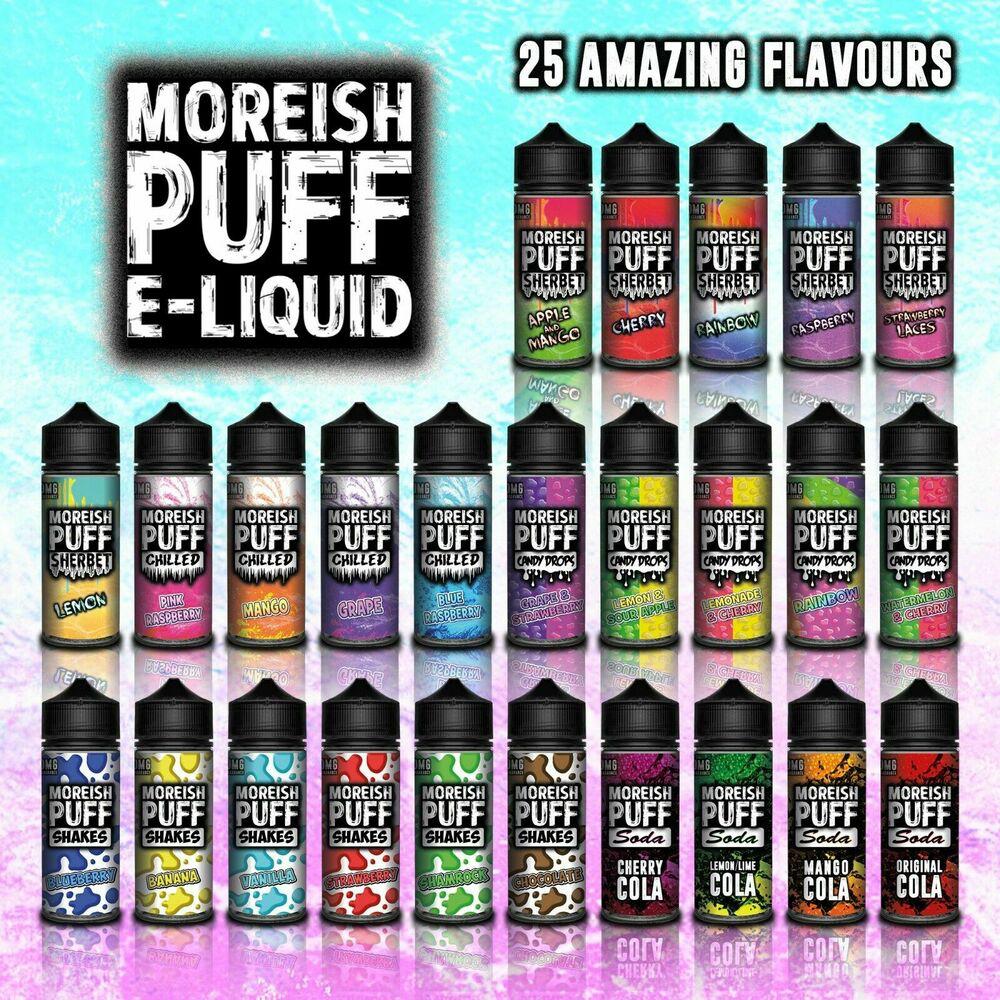 MOREISH
PUFF
E-LIQUID
25 AMAZING FLAVOURS
MOREISH
PUFF
SHERBET
APPLE
AND
MANGO
MOREISH
PUFF
SHERBET
CHERRY
MOREISH
PUFF
SHERBET
RAINBOW
MOREISH
PUFF
SHERBET
RASPBERRY
MOREISH
PUFF
SHERBET
STRAWBERRY
LACES
MOREISH
PUFF
SHERBET
LEMON
MOREISH
PUFF
CHILLED
PINK
RASPBERRY
MOREISH
PUFF
CHILLED
MANGO
MOREISH
PUFF
CHILLED
GRAPE
MOREISH
PUFF
CHILLED
BLUE
RASPBERRY
MOREISH
PUFF
CANDY DROPS
GRAPE &
STRAWBERRY
MOREISH
PUFF
CANDY DROPS
LEMON &
SOUR APPLE
MOREISH
PUFF
CANDY DROPS
LEMONADE
& CHERRY
MOREISH
PUFF
CANDY DROPS
RAINBOW
MOREISH
PUFF
CANDY DROPS
WATERMELON
& CHERRY
MOREISH
PUFF
SHAKES
BLUEBERRY
MOREISH
PUFF
SHAKES
BANANA
MOREISH
PUFF
SHAKES
VANILLA
MOREISH
PUFF
SHAKES
STRAWBERRY
MOREISH
PUFF
SHAKES
SHAMROCK
MOREISH
PUFF
SHAKES
CHOCOLATE
MOREISH
PUFF
Soda
CHERRY
COLA
MOREISH
PUFF
Soda
LEMON/LIME
COLA
MOREISH
PUFF
Soda
MANGO
COLA
MOREISH
PUFF
Soda
ORIGINAL
COLA